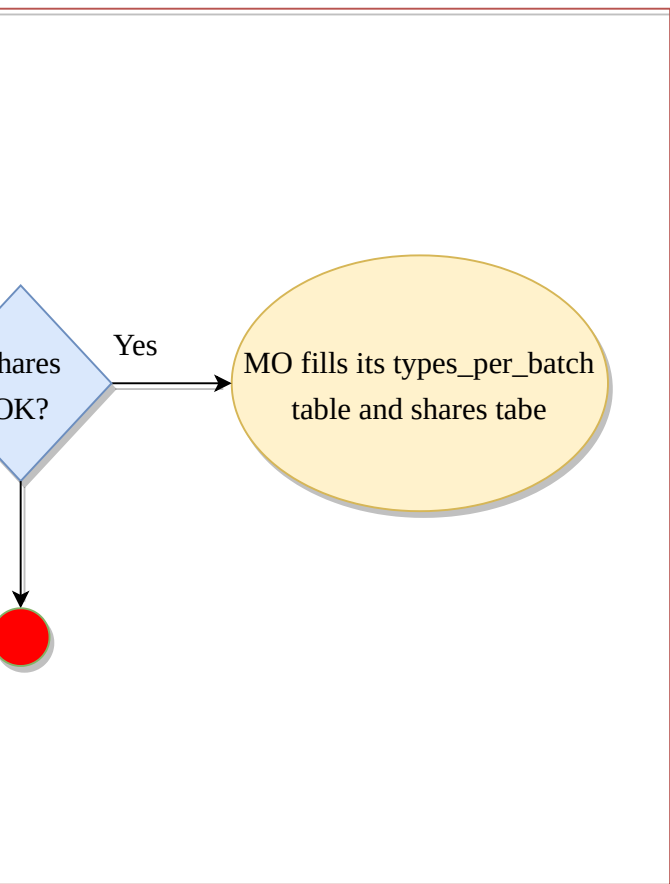 Yes
hares
OK?
MO fills its types_per_batch
table and shares tabe